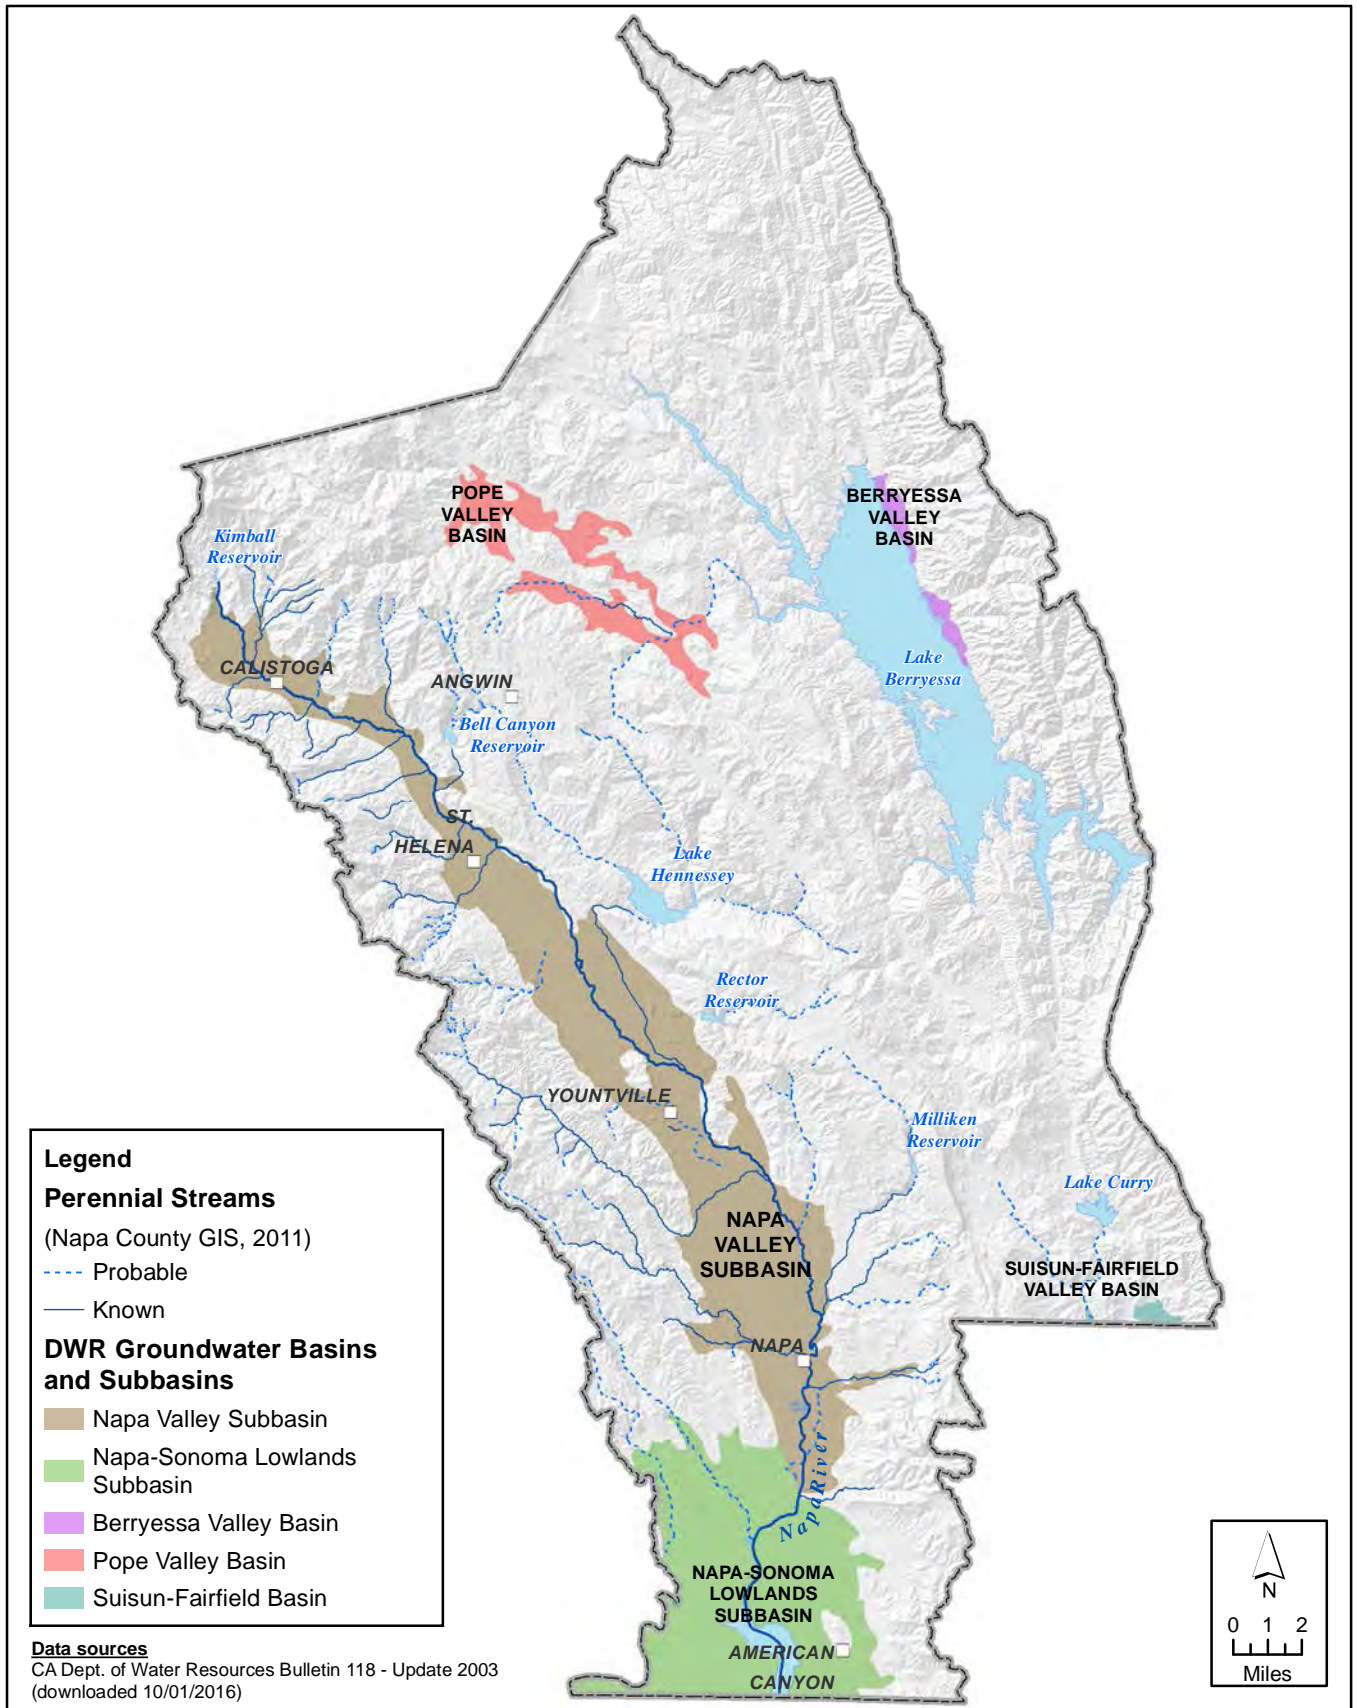 POPE
VALLEY
BASIN
BERRYESSA
VALLEY
BASIN
Kimball
Reservoir
CALISTOGA
ANGWIN
Lake
Berryessa
Bell Canyon
Reservoir
ST.
HELENA
Lake
Hennessey
Rector
Reservoir
YOUNTVILLE
Milliken
Reservoir
Lake Curry
NAPA
VALLEY
SUBBASIN
SUISUN-FAIRFIELD
VALLEY BASIN
NAPA
Napa River
NAPA-SONOMA
LOWLANDS
SUBBASIN
AMERICAN
CANYON
Legend
Perennial Streams
(Napa County GIS, 2011)
Probable
Known
DWR Groundwater Basins
and Subbasins
Napa Valley Subbasin
Napa-Sonoma Lowlands
Subbasin
Berryessa Valley Basin
Pope Valley Basin
Suisun-Fairfield Basin
Data sources
CA Dept. of Water Resources Bulletin 118 - Update 2003
(downloaded 10/01/2016)
N
0 1 2
Miles